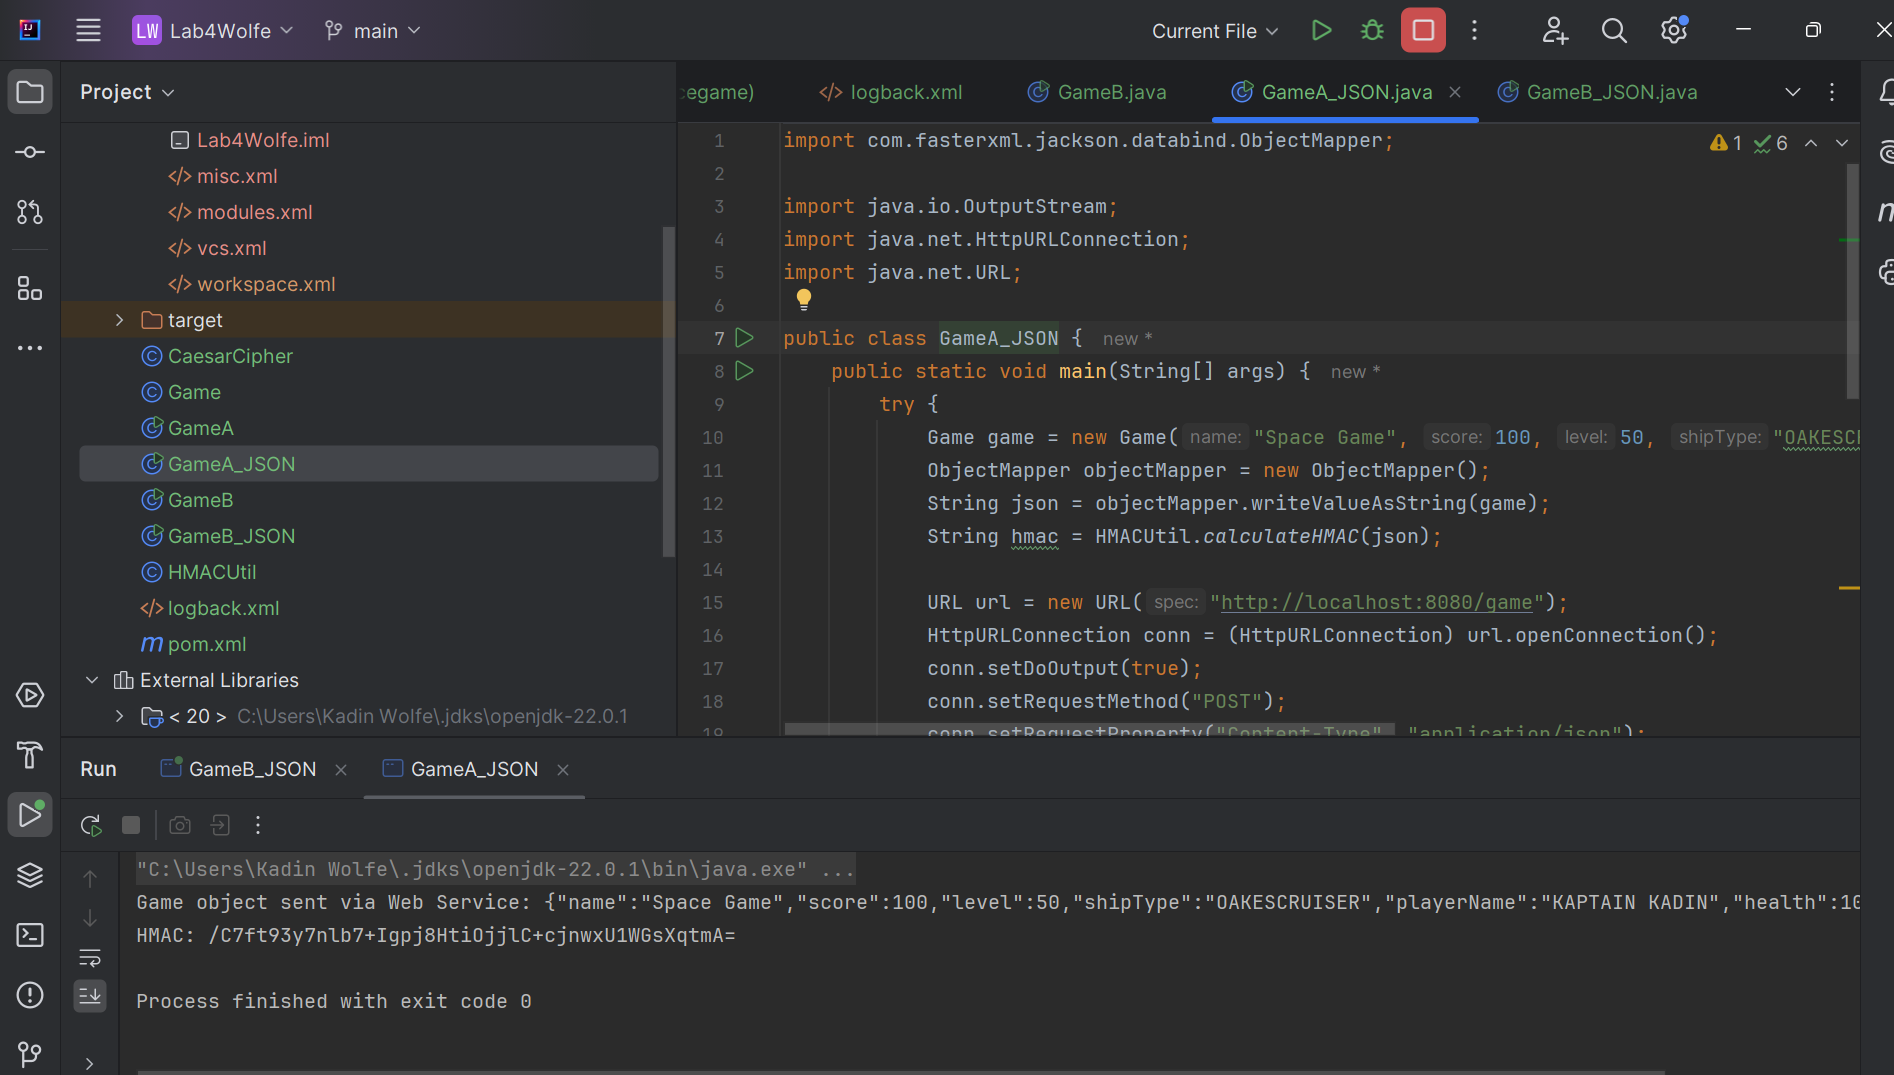 LW Lab4Wolfe main Current File
Project
egame) logback.xml GameB.java GameA_JSON.java GameB_JSON.java
Lab4Wolfe.iml
misc.xml
modules.xml
vcs.xml
workspace.xml
target
CaesarCipher
Game
GameA
GameA_JSON
GameB
GameB_JSON
HMACUtil
logback.xml
m pom.xml
External Libraries
< 20 > C:\Users\Kadin Wolfe\.jdks\openjdk-22.0.1
1 import com.fasterxml.jackson.databind.ObjectMapper; 1 6
2
3 import java.io.OutputStream;
4 import java.net.HttpURLConnection;
5 import java.net.URL;
6
7 public class GameA_JSON { new *
8 public static void main(String[] args) { new *
9 try {
10 Game game = new Game( name: "Space Game", score: 100, level: 50, shipType: "OAKESCR
11 ObjectMapper objectMapper = new ObjectMapper();
12 String json = objectMapper.writeValueAsString(game);
13 String hmac = HMACUtil.calculateHMAC(json);
14
15 URL url = new URL( spec: "http://localhost:8080/game");
16 HttpURLConnection conn = (HttpURLConnection) url.openConnection();
17 conn.setDoOutput(true);
18 conn.setRequestMethod("POST");
19 conn.setRequestProperty("Content-Type", "application/json");
Run GameB_JSON GameA_JSON
"C:\Users\Kadin Wolfe\.jdks\openjdk-22.0.1\bin\java.exe" ...
Game object sent via Web Service: {"name":"Space Game","score":100,"level":50,"shipType":"OAKESCRUISER","playerName":"KAPTAIN KADIN","health":10
HMAC: /C7ft93y7nlb7+Igpj8HtiOjjlC+cjnwxU1WGsXqtmA=
Process finished with exit code 0